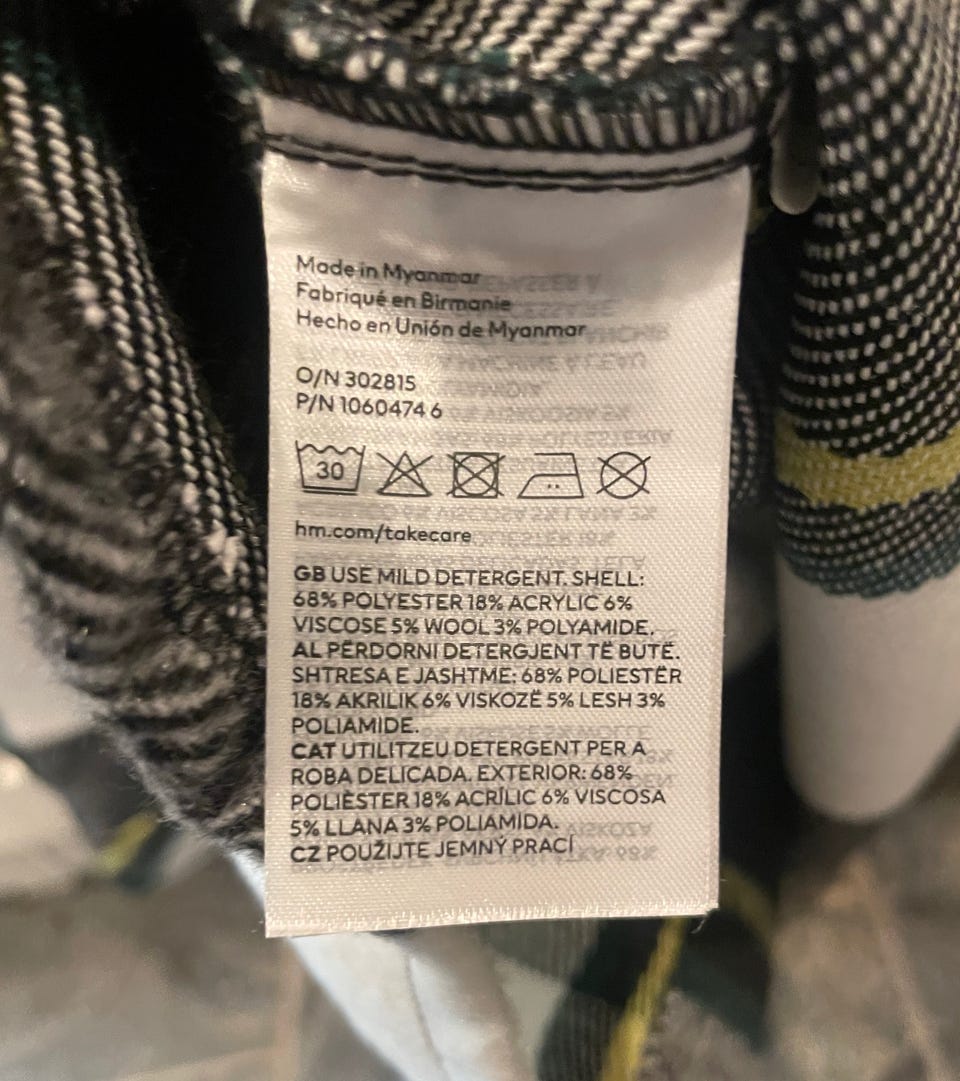 Made in Myanmar
Fabriqué en Birmanie
Hecho en Unión de Myanmar
O/N 302815
P/N 1060474 6
30
hm.com/takecare
GB USE MILD DETERGENT. SHELL:
68% POLYESTER 18% ACRYLIC 6%
VISCOSE 5% WOOL 3% POLYAMIDE.
AL PËRDORNI DETERGJENT TË BUTË.
SHTRESA E JASHTME: 68% POLIESTËR
18% AKRILIK 6% VISKOZË 5% LESH 3%
POLIAMIDE.
CAT UTILITZEU DETERGENT PER A
ROBA DELICADA. EXTERIOR: 68%
POLIÈSTER 18% ACRÍLIC 6% VISCOSA
5% LLANA 3% POLIAMIDA.
CZ POUŽIJTE JEMNÝ PRACÍ